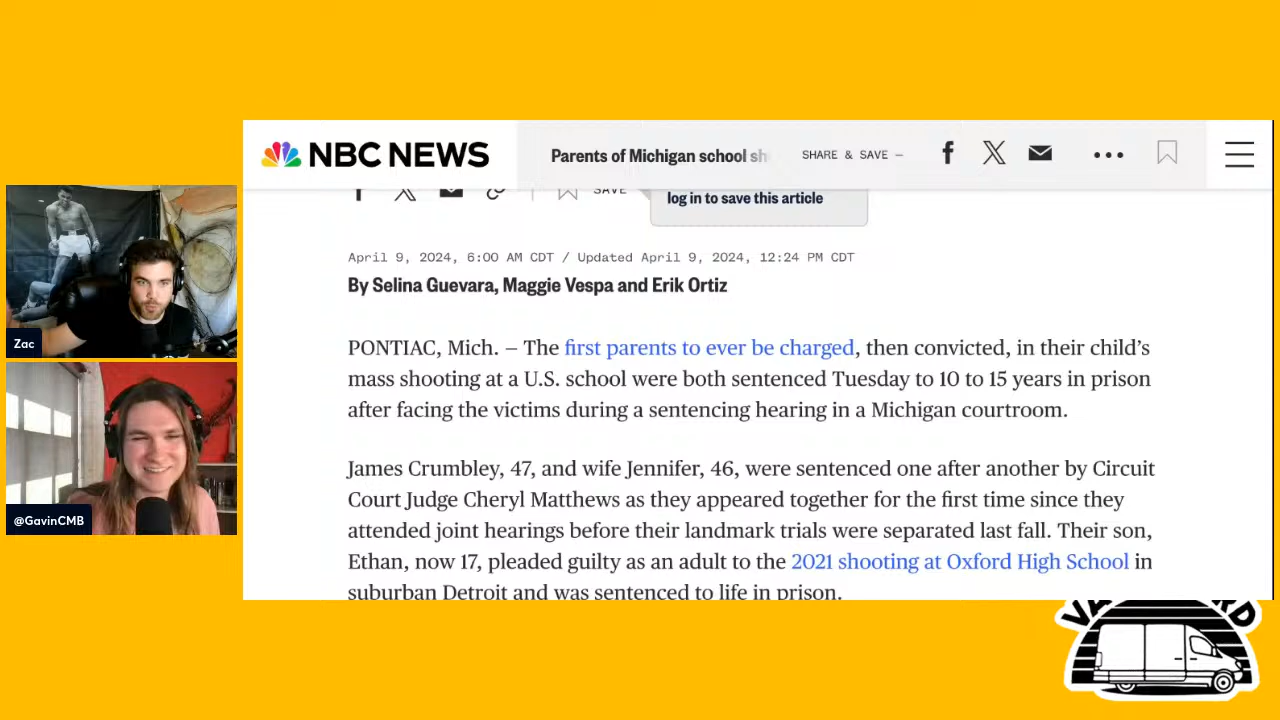 NBC NEWS
Parents of Michigan school sh
SHARE & SAVE —
SAVE
log in to save this article
April 9, 2024, 6:00 AM CDT / Updated April 9, 2024, 12:24 PM CDT
By Selina Guevara, Maggie Vespa and Erik Ortiz
PONTIAC, Mich. — The first parents to ever be charged, then convicted, in their child's
mass shooting at a U.S. school were both sentenced Tuesday to 10 to 15 years in prison
after facing the victims during a sentencing hearing in a Michigan courtroom.
James Crumbley, 47, and wife Jennifer, 46, were sentenced one after another by Circuit
Court Judge Cheryl Matthews as they appeared together for the first time since they
attended joint hearings before their landmark trials were separated last fall. Their son,
Ethan, now 17, pleaded guilty as an adult to the 2021 shooting at Oxford High School in
suburban Detroit and was sentenced to life in prison.
Zac
@GavinCMB